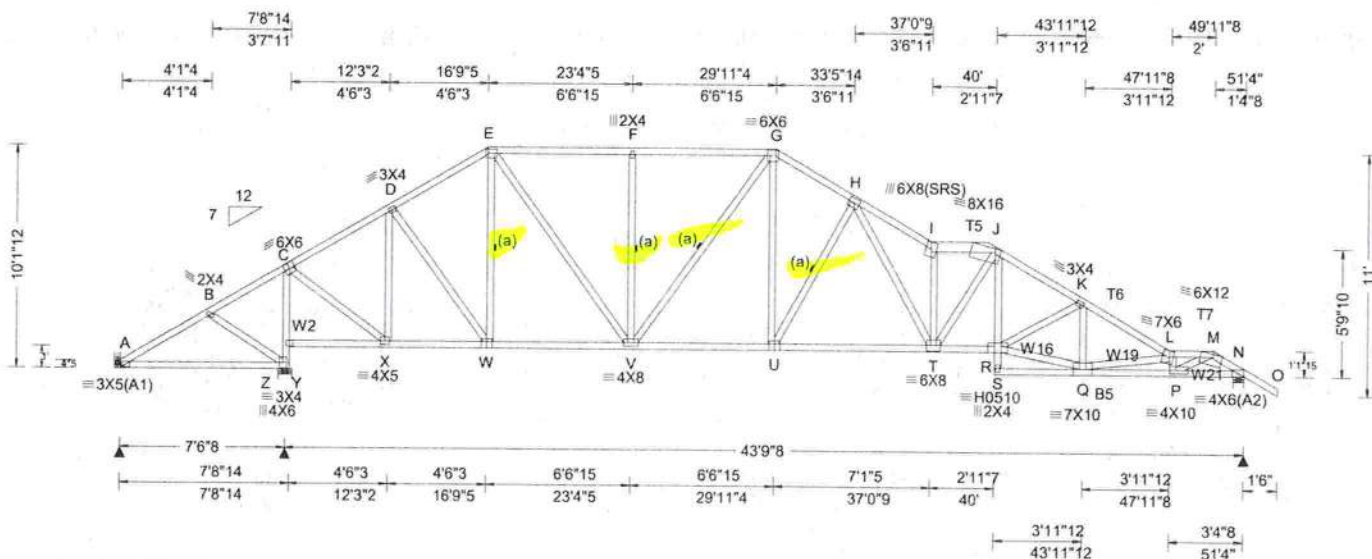 7'8"14 37'0"9 43'11"12 49'11"8
3'7"11 3'6"11 3'11"12 2'
4'1"4 12'3"2 16'9"5 23'4"5 29'11"4 33'5"14 40' 47'11"8 51'4"
4'1"4 4'6"3 4'6"3 6'6"15 6'6"15 3'6"11 2'11"7 3'11"12 1'4"8
|||2X4 ≡6X6
E F G
≡3X4
D H |||6X8(SRS)
12 ≡8X16
7 I T5 J
≡6X6 (a) (a) (a)
C (a)
10'1"12
≡2X4 ≡3X4
B K T6 ≡6X12
≡7X6 T7
5'9"10
11'
A W2 L M N
4"5 X W V U T R W16 W19 W21 O
1'1"15
≡3X5(A1) Z Y ≡4X5 ≡4X8 S Q B5 P ≡4X6(A2)
≡3X4 ≡6X8 ≡H0510 ≡7X10 ≡4X10
|||4X6 |||2X4
7'6"8 43'9"8
7'8"14 4'6"3 4'6"3 6'6"15 6'6"15 7'1"5 2'11"7 3'11"12 1'6"
7'8"14 12'3"2 16'9"5 23'4"5 29'11"4 37'0"9 40' 47'11"8
3'11"12 3'4"8
43'11"12 51'4"